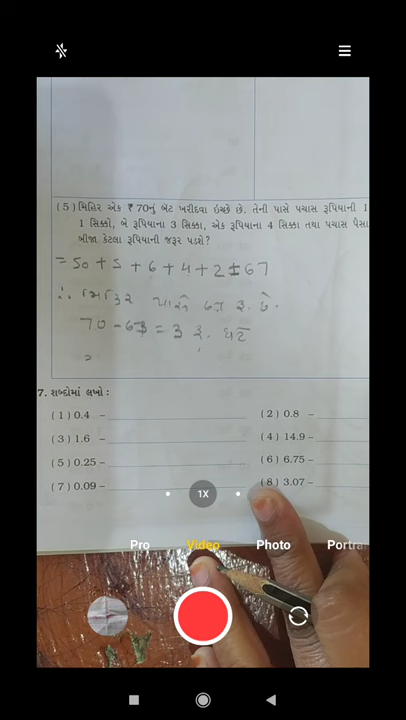 (5) મિહિર એક ₹ 70નું બેટ ખરીદવા ઇચ્છે છે. તેની પાસે પચાસ રૂપિયાની 1
1 સિક્કો, બે રૂપિયાના 3 સિક્કા, એક રૂપિયાના 4 સિક્કા તથા પચાસ પૈસા
બીજા કેટલા રૂપિયાની જરૂર પડશે?
= 50 + 5 + 6 + 4 + 2 = 67
∴ પાસે રૂ. છે.
70 - 67 = 3 રૂ. ઘટે
7. શબ્દોમાં લખો :
(1) 0.4 –
(2) 0.8 –
(3) 1.6 –
(4) 14.9 –
(5) 0.25 –
(6) 6.75 –
(7) 0.09 –
(8) 3.07 –
1X
Pro Video Photo Portra